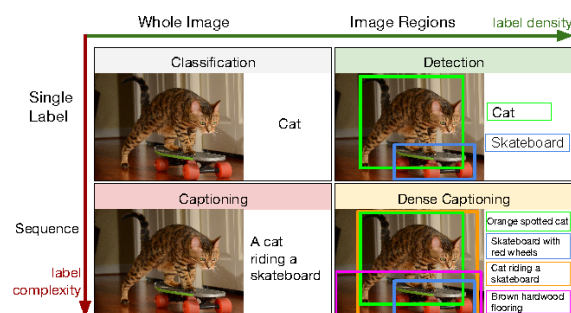 Whole Image
Image Regions
label density
Classification
Detection
Single
Label
Cat
Cat
Skateboard
Captioning
Dense Captioning
Sequence
label
complexity
A cat
riding a
skateboard
Orange spotted cat
Skateboard with
red wheels
Cat riding a
skateboard
Brown hardwood
flooring